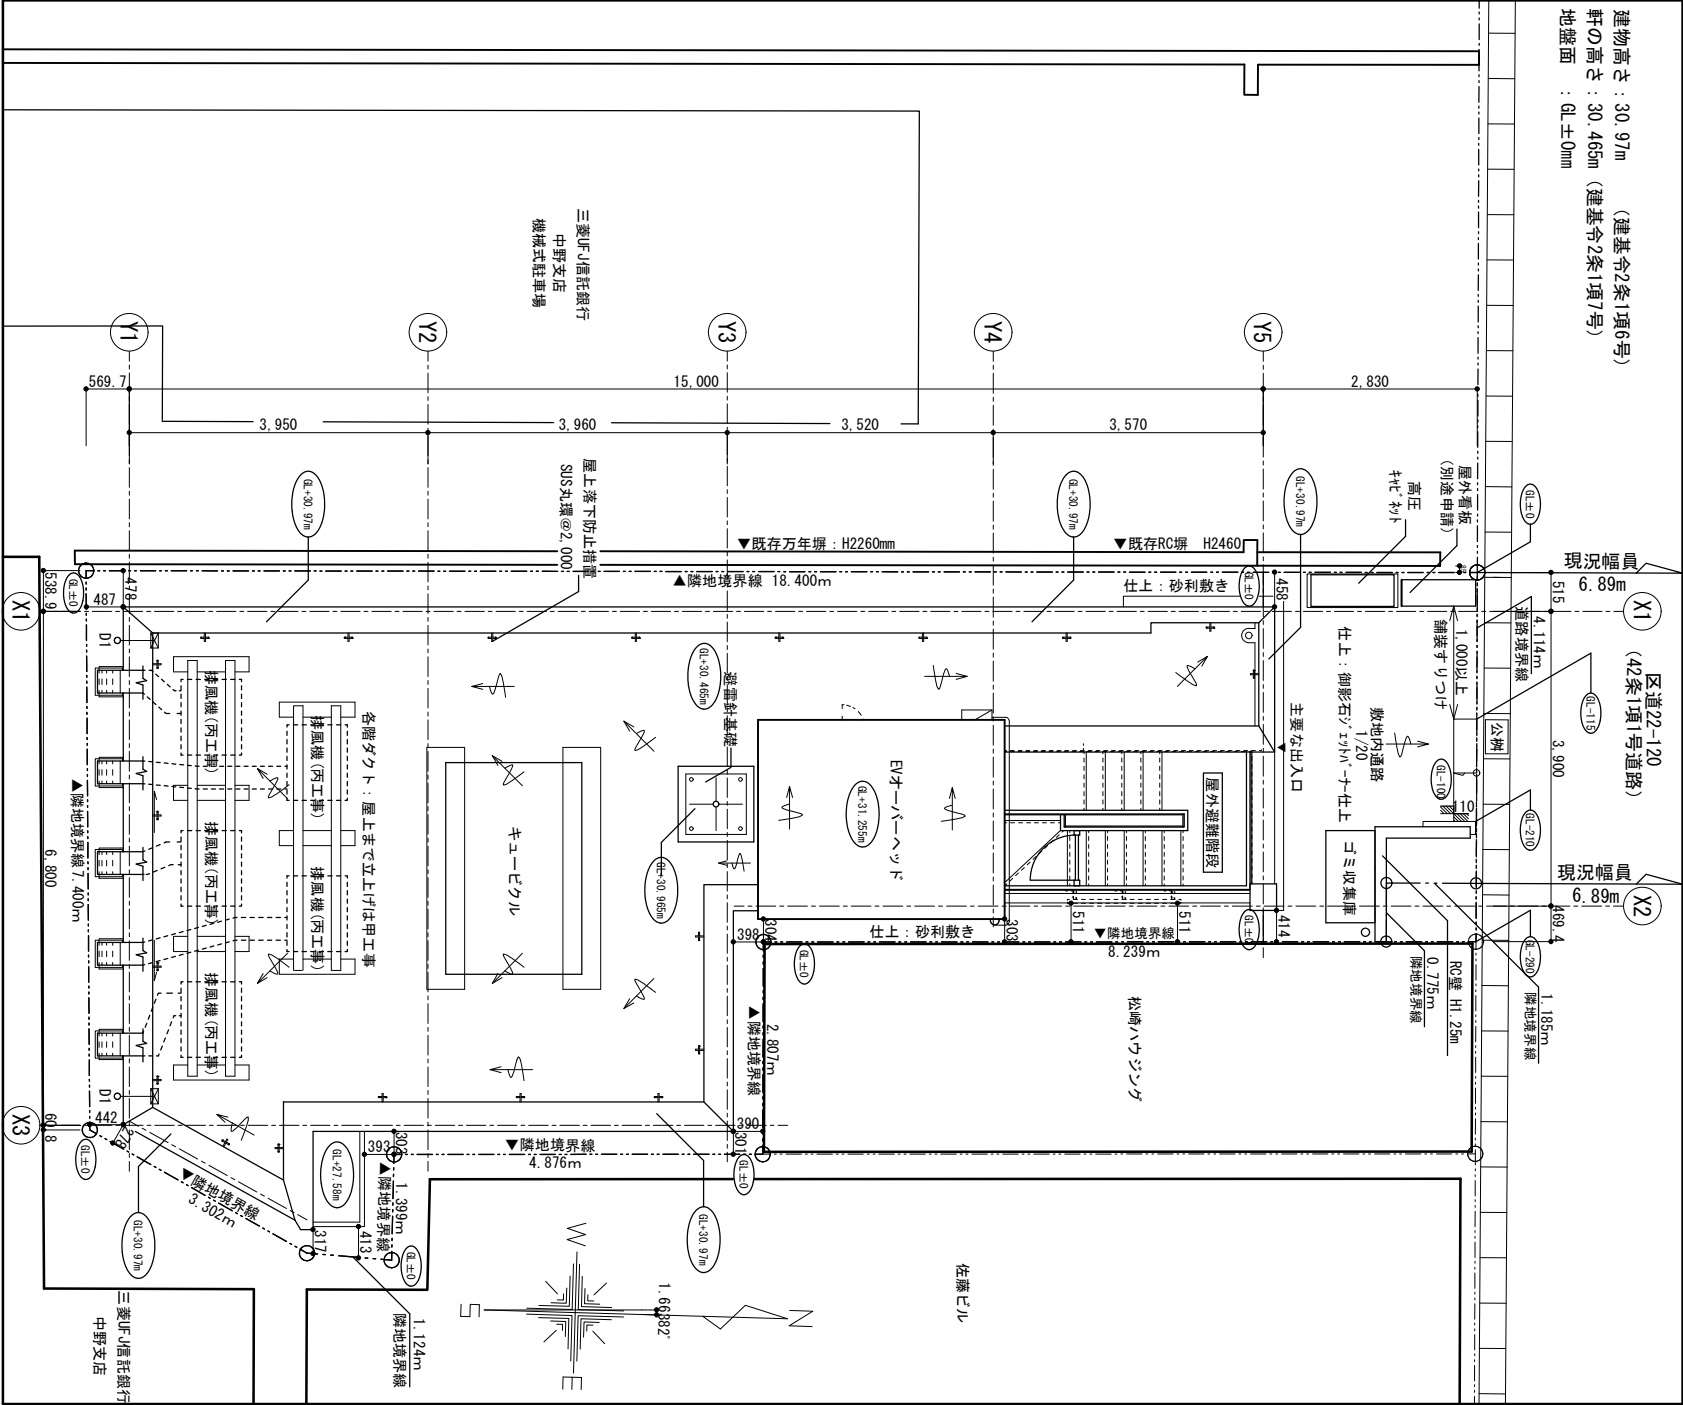 建物高さ : 30.97m (建基令2条1項6号)
軒の高さ : 30.465m (建基令2条1項7号)
地盤面 : GL±0mm
三菱UFJ信託銀行
中野支店
機械式駐車場
Y1
Y2
Y3
Y4
Y5
569.7
15,000
2,830
3,950
3,960
3,520
3,570
GL+30.97m
屋上落下防止措置
SUS丸環@2,000
GL+30.97m
GL+30.97m
高圧
ｷｬﾋﾞﾈｯﾄ
屋外看板
(別途申請)
GL±0
▼既存万年塀 : H2260mm
▼既存RC塀 H2460
▲隣地境界線 18.400m
仕上 : 砂利敷き
GL±0
458
現況幅員
6.89m
515
X1
538.9
GL±0
478
487
X1
D1
道路境界線
4.114m
1,000以上
舗装すりつけ
区道22-120
(42条1項1号道路)
GL-115
3,900
公桝
GL-100
110
GL-210
敷地内通路
1/20
仕上 : 御影石ｼﾞｪｯﾄﾊﾞｰﾅｰ仕上
主要な出入口
ゴミ収集庫
現況幅員
6.89m
X2
469.4
GL-290
RC壁 H1.25m
0.775m
隣地境界線
1.185m
隣地境界線
GL+30.465m
避雷針基礎
GL+30.965m
EVオーバーヘッド
GL+31.255m
屋外避難階段
414
GL±0
511
511
303
304
398
仕上 : 砂利敷き
▼隣地境界線
8.239m
GL±0
▼隣地境界線
2.807m
松崎ハウジング
390
301
GL±0
排風機(丙工事)
排風機(丙工事)
排風機(丙工事)
排風機(丙工事)
排風機(丙工事)
各階ダクト : 屋上まで立上げは甲工事
キュービクル
▼隣地境界線7.400m
6,800
D1
X3
60.8
442
GL±0
GL+30.97m
▼隣地境界線
3.302m
GL+27.58m
393
303
▼隣地境界線
4.876m
▼隣地境界線
1.399m
317
413
GL±0
1.124m
隣地境界線
GL+30.97m
N
S
W
E
1.66882°
佐藤ビル
三菱UFJ信託銀行
中野支店